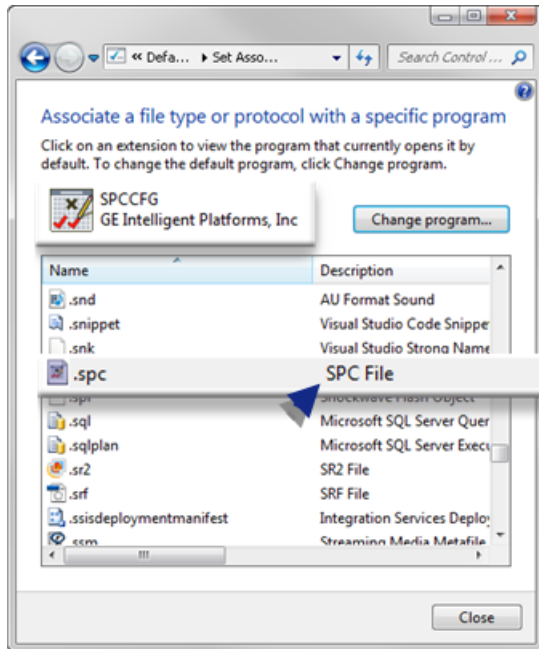 « Defa... ▸ Set Asso...
Search Control ...
Associate a file type or protocol with a specific program
Click on an extension to view the program that currently opens it by
default. To change the default program, click Change program.
SPCCFG
GE Intelligent Platforms, Inc
Change program...
Name Description
.snd AU Format Sound
.snippet Visual Studio Code Snippe
.snk Visual Studio Strong Name
.spc SPC File
.spl Shockwave Flash Object
.sql Microsoft SQL Server Quer
.sqlplan Microsoft SQL Server Execu
.sr2 SR2 File
.srf SRF File
.ssisdeploymentmanifest Integration Services Deploy
.ssm Streaming Media Metafile
Close